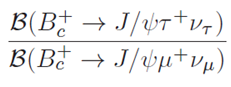 ℬ(B_c^+ → J/ψτ^+ν_τ)
ℬ(B_c^+ → J/ψμ^+ν_μ)